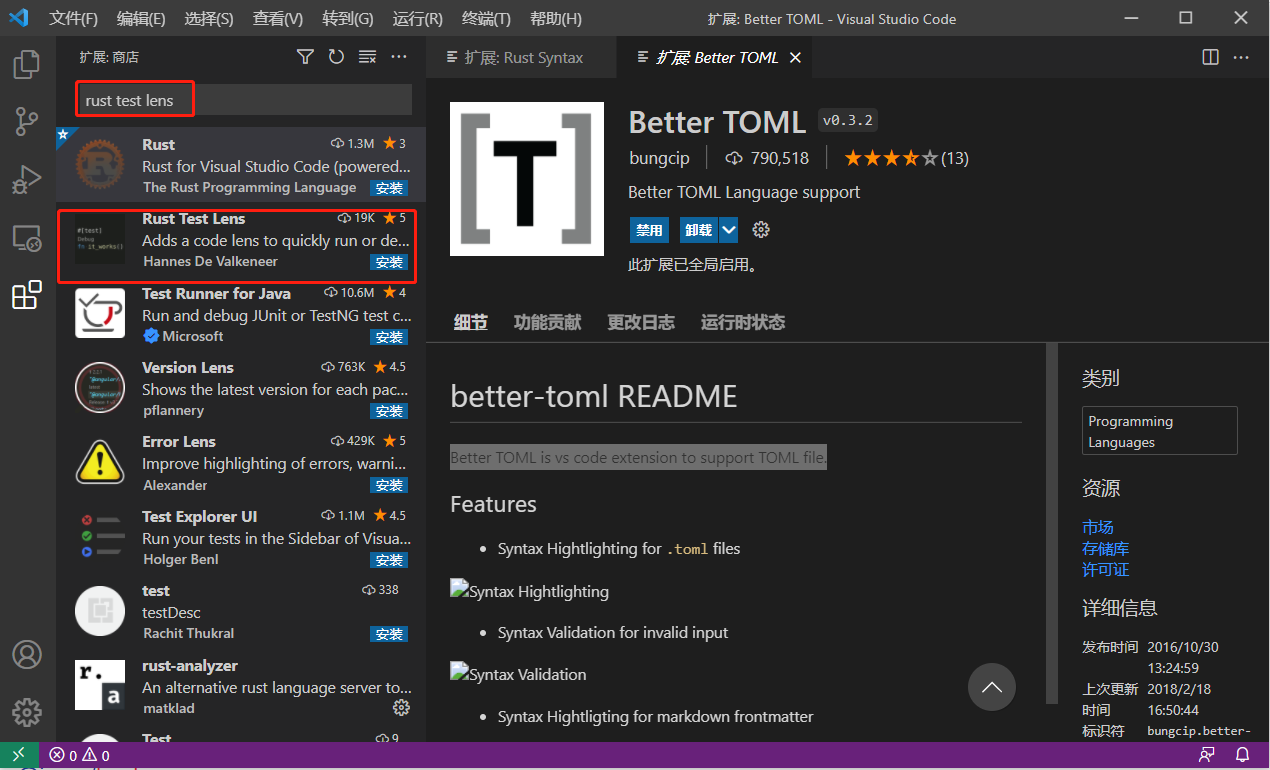 文件(F) 编辑(E) 选择(S) 查看(V) 转到(G) 运行(R) 终端(T) 帮助(H) 扩展: Better TOML - Visual Studio Code
扩展: 商店
rust test lens
Rust 1.3M 3
Rust for Visual Studio Code (powered...
The Rust Programming Language 安装
#[test]
Debug
fn it_works()
Rust Test Lens 19K 5
Adds a code lens to quickly run or de...
Hannes De Valkeneer 安装
Test Runner for Java 10.6M 4
Run and debug JUnit or TestNG test c...
Microsoft 安装
Version Lens 763K 4.5
Shows the latest version for each pac...
pflannery 安装
Error Lens 429K 5
Improve highlighting of errors, warni...
Alexander 安装
Test Explorer UI 1.1M 4.5
Run your tests in the Sidebar of Visua...
Holger Benl 安装
test 338
testDesc
Rachit Thukral 安装
r.
a
rust-analyzer
An alternative rust language server to...
matklad
Test 9
扩展: Rust Syntax 扩展 Better TOML
[T]
Better TOML v0.3.2
bungcip 790,518 (13)
Better TOML Language support
禁用 卸载
此扩展已全局启用。
细节 功能贡献 更改日志 运行时状态
better-toml README
Better TOML is vs code extension to support TOML file.
Features
• Syntax Hightlighting for .toml files
Syntax Hightlighting
• Syntax Validation for invalid input
Syntax Validation
• Syntax Hightligting for markdown frontmatter
类别
Programming
Languages
资源
市场
存储库
许可证
详细信息
发布时间 2016/10/30
13:24:59
上次更新 2018/2/18
时间 16:50:44
标识符 bungcip.better-
0 0